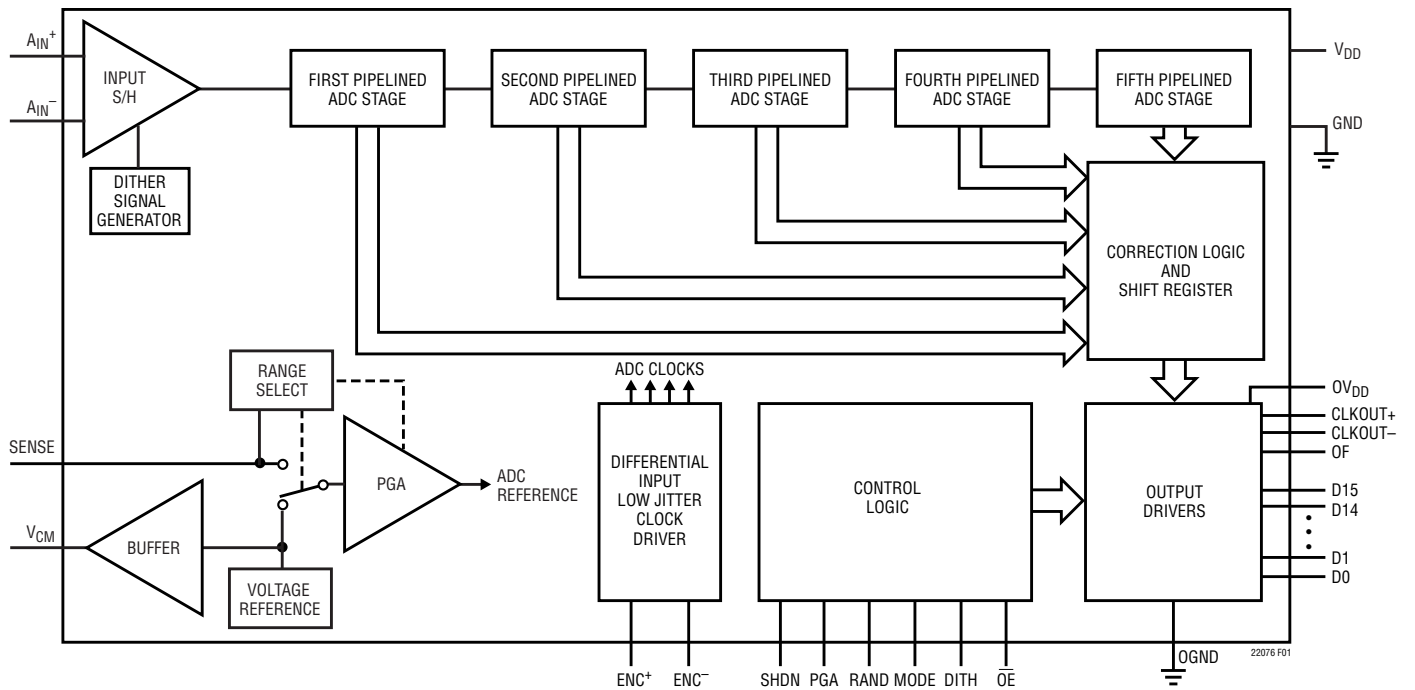 AIN+
AIN–
INPUT
S/H
FIRST PIPELINED
ADC STAGE
SECOND PIPELINED
ADC STAGE
THIRD PIPELINED
ADC STAGE
FOURTH PIPELINED
ADC STAGE
FIFTH PIPELINED
ADC STAGE
VDD
GND
DITHER
SIGNAL
GENERATOR
CORRECTION LOGIC
AND
SHIFT REGISTER
RANGE
SELECT
SENSE
PGA
ADC
REFERENCE
VCM
BUFFER
VOLTAGE
REFERENCE
ADC CLOCKS
DIFFERENTIAL
INPUT
LOW JITTER
CLOCK
DRIVER
CONTROL
LOGIC
OUTPUT
DRIVERS
OVDD
CLKOUT+
CLKOUT–
OF
D15
D14
D1
D0
ENC+
ENC–
SHDN
PGA
RAND
MODE
DITH
O̅E̅
OGND
22076 F01